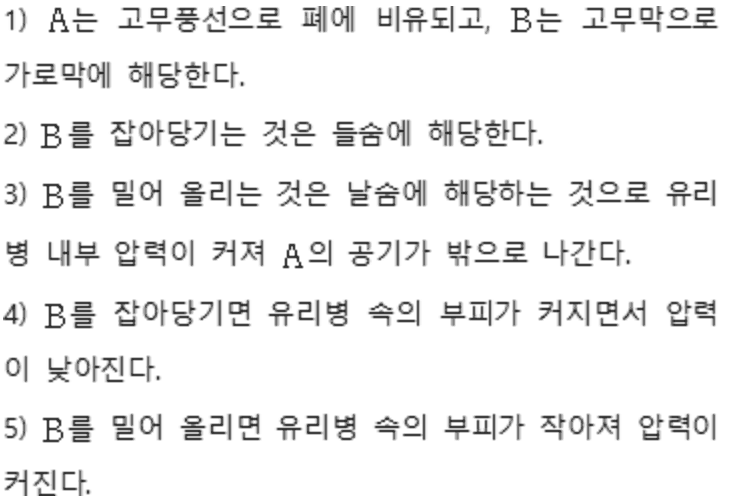 1) A는 고무풍선으로 폐에 비유되고, B는 고무막으로
가로막에 해당한다.
2) B를 잡아당기는 것은 들숨에 해당한다.
3) B를 밀어 올리는 것은 날숨에 해당하는 것으로 유리
병 내부 압력이 커져 A의 공기가 밖으로 나간다.
4) B를 잡아당기면 유리병 속의 부피가 커지면서 압력
이 낮아진다.
5) B를 밀어 올리면 유리병 속의 부피가 작아져 압력이
커진다.